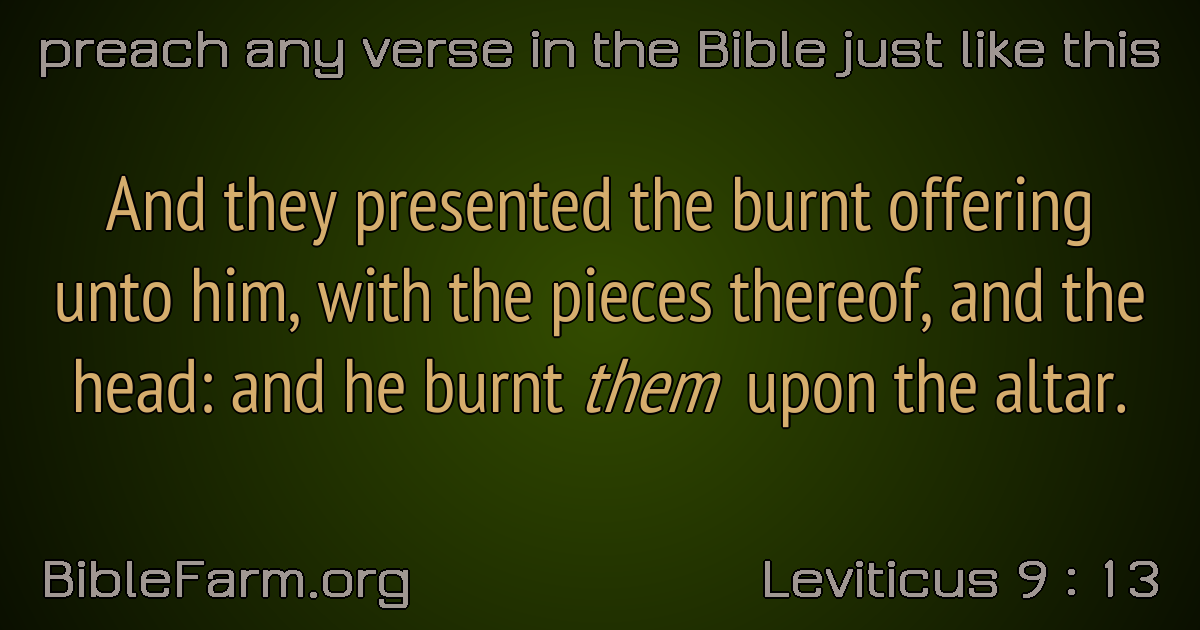 preach any verse in the Bible just like this
And they presented the burnt offering
unto him, with the pieces thereof, and the
head: and he burnt them upon the altar.
BibleFarm.org
Leviticus 9 : 13